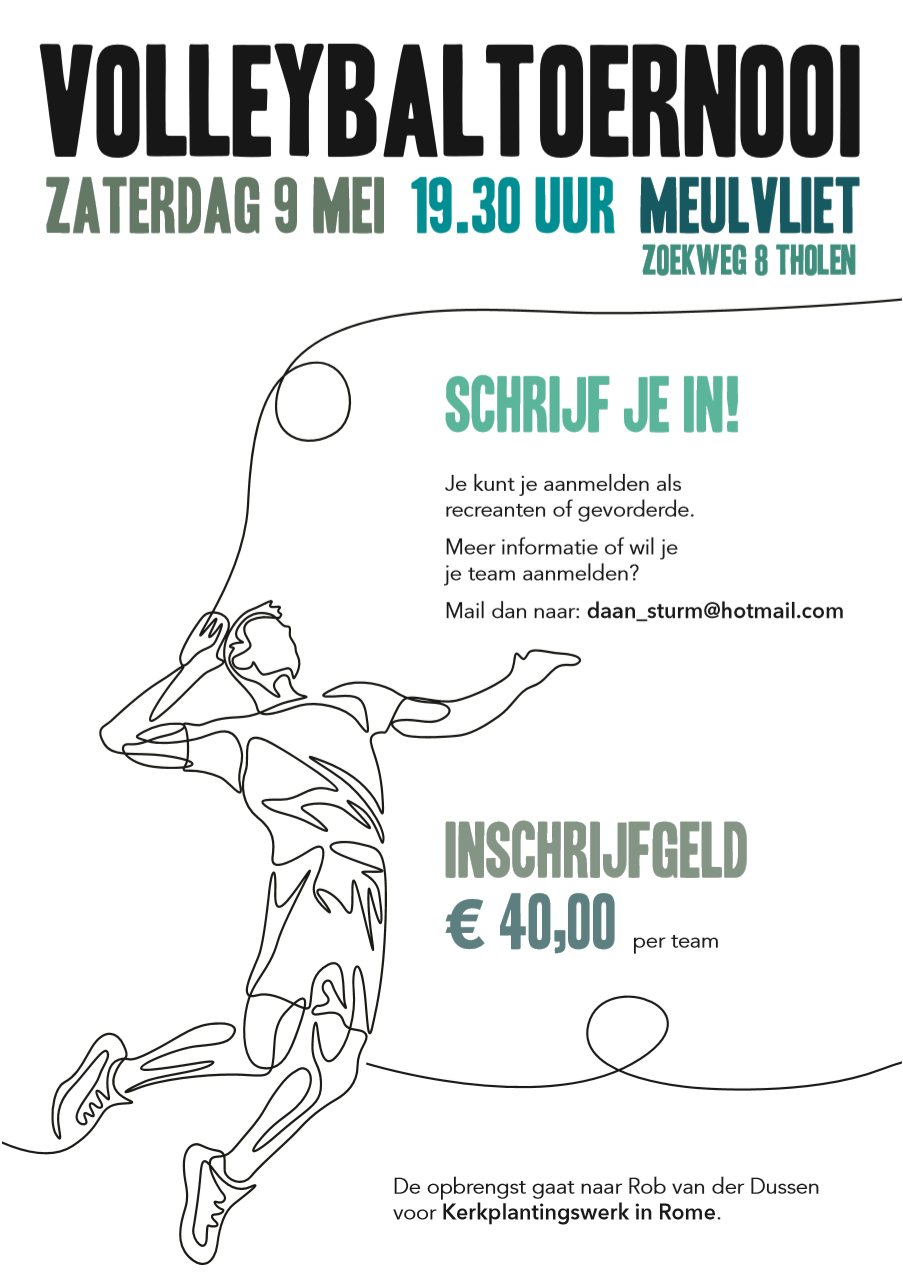 VOLLEYBALTOERNOOI
ZATERDAG 9 MEI 19.30 UUR MEULVLIET
ZOEKWEG 8 THOLEN
SCHRIJF JE IN!
Je kunt je aanmelden als
recreanten of gevorderde.
Meer informatie of wil je
je team aanmelden?
Mail dan naar: daan_sturm@hotmail.com
INSCHRIJFGELD
€ 40,00 per team
De opbrengst gaat naar Rob van der Dussen
voor Kerkplantingswerk in Rome.